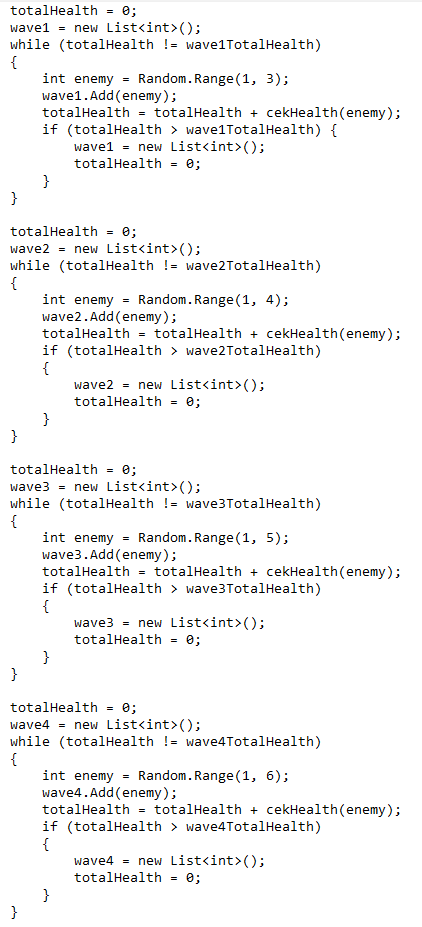 totalHealth = 0;
wave1 = new List<int>();
while (totalHealth != wave1TotalHealth)
{
    int enemy = Random.Range(1, 3);
    wave1.Add(enemy);
    totalHealth = totalHealth + cekHealth(enemy);
    if (totalHealth > wave1TotalHealth) {
        wave1 = new List<int>();
        totalHealth = 0;
    }
}

totalHealth = 0;
wave2 = new List<int>();
while (totalHealth != wave2TotalHealth)
{
    int enemy = Random.Range(1, 4);
    wave2.Add(enemy);
    totalHealth = totalHealth + cekHealth(enemy);
    if (totalHealth > wave2TotalHealth)
    {
        wave2 = new List<int>();
        totalHealth = 0;
    }
}

totalHealth = 0;
wave3 = new List<int>();
while (totalHealth != wave3TotalHealth)
{
    int enemy = Random.Range(1, 5);
    wave3.Add(enemy);
    totalHealth = totalHealth + cekHealth(enemy);
    if (totalHealth > wave3TotalHealth)
    {
        wave3 = new List<int>();
        totalHealth = 0;
    }
}

totalHealth = 0;
wave4 = new List<int>();
while (totalHealth != wave4TotalHealth)
{
    int enemy = Random.Range(1, 6);
    wave4.Add(enemy);
    totalHealth = totalHealth + cekHealth(enemy);
    if (totalHealth > wave4TotalHealth)
    {
        wave4 = new List<int>();
        totalHealth = 0;
    }
}